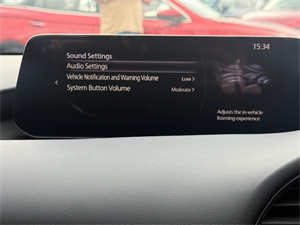 15:34
Sound Settings
Audio Settings
Vehicle Notification and Warning Volume Low >
System Button Volume Moderate >
<
Adjusts the in-vehicle
listening experience.